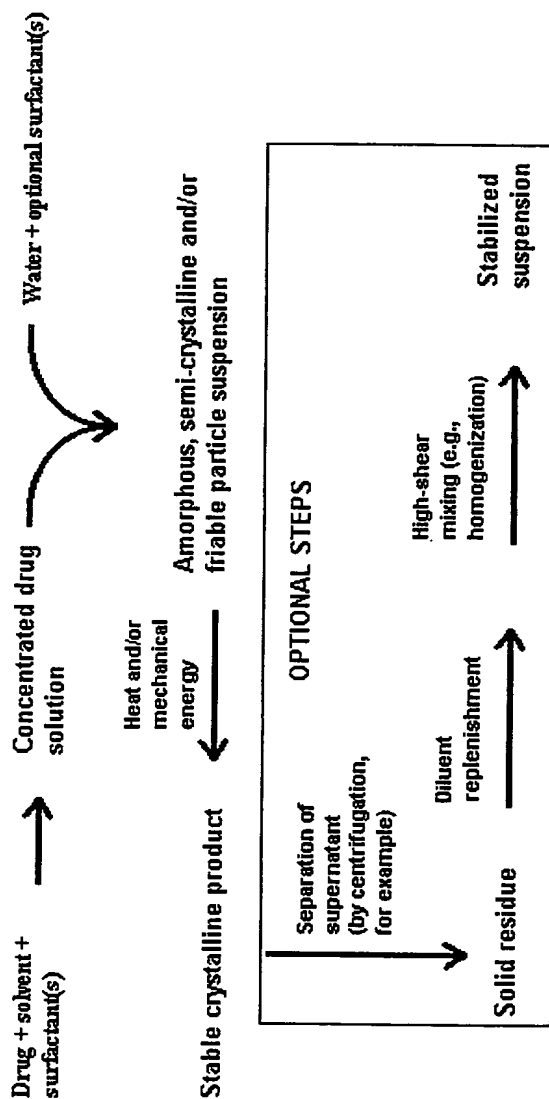 Drug + solvent +
surfactant(s)
Concentrated drug
solution
Water + optional surfactant(s)
Amorphous, semi-crystalline and/or
friable particle suspension
Heat and/or
mechanical
energy
Stable crystalline product
OPTIONAL STEPS
Separation of
supernatant
(by centrifugation,
for example)
Solid residue
Diluent
replenishment
High-shear
mixing (e.g.,
homogenization)
Stabilized
suspension